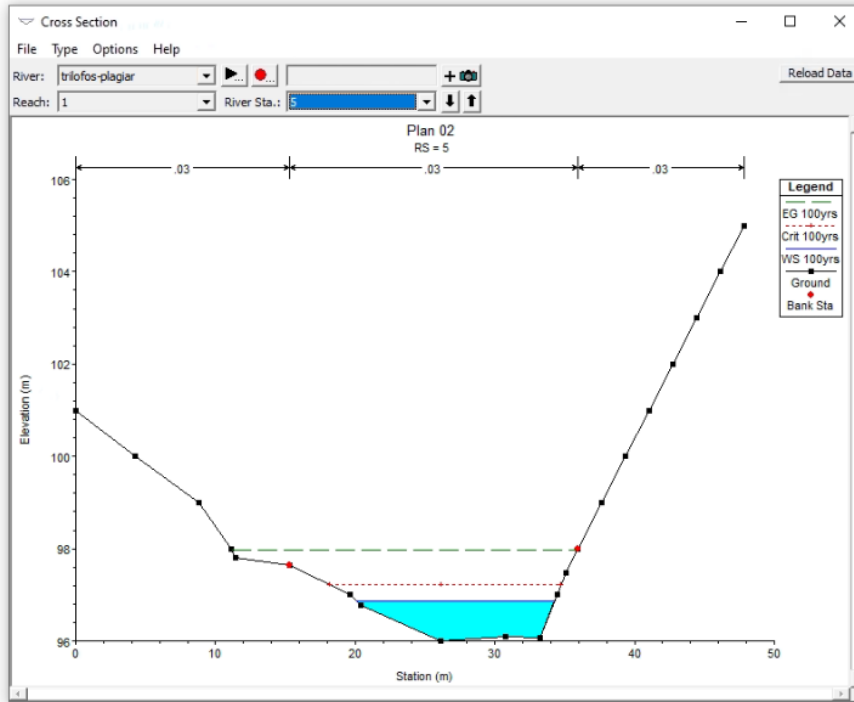 Cross Section
File Type Options Help
River: trilofos-plagiar Reload Data
Reach: 1 River Sta.: 5
Plan 02
RS = 5
.03 .03 .03
Legend
EG 100yrs
Crit 100yrs
WS 100yrs
Ground
Bank Sta
106
104
102
100
98
96
0 10 20 30 40 50
Elevation (m)
Station (m)